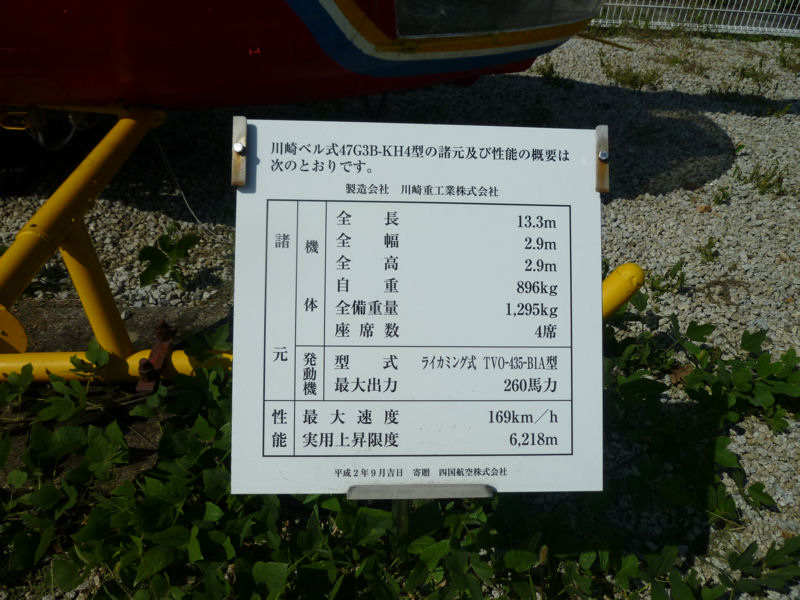 川崎ベル式47G3B-KH4型の諸元及び性能の概要は
次のとおりです。
製造会社 川崎重工業株式会社
諸元
機体
全長 13.3m
全幅 2.9m
全高 2.9m
自重 896kg
全備重量 1,295kg
座席数 4席
発動機
型式 ライカミング式 TVO-435-B1A型
最大出力 260馬力
性能
最大速度 169km/h
実用上昇限度 6,218m
平成2年9月吉日 寄贈 四国航空株式会社